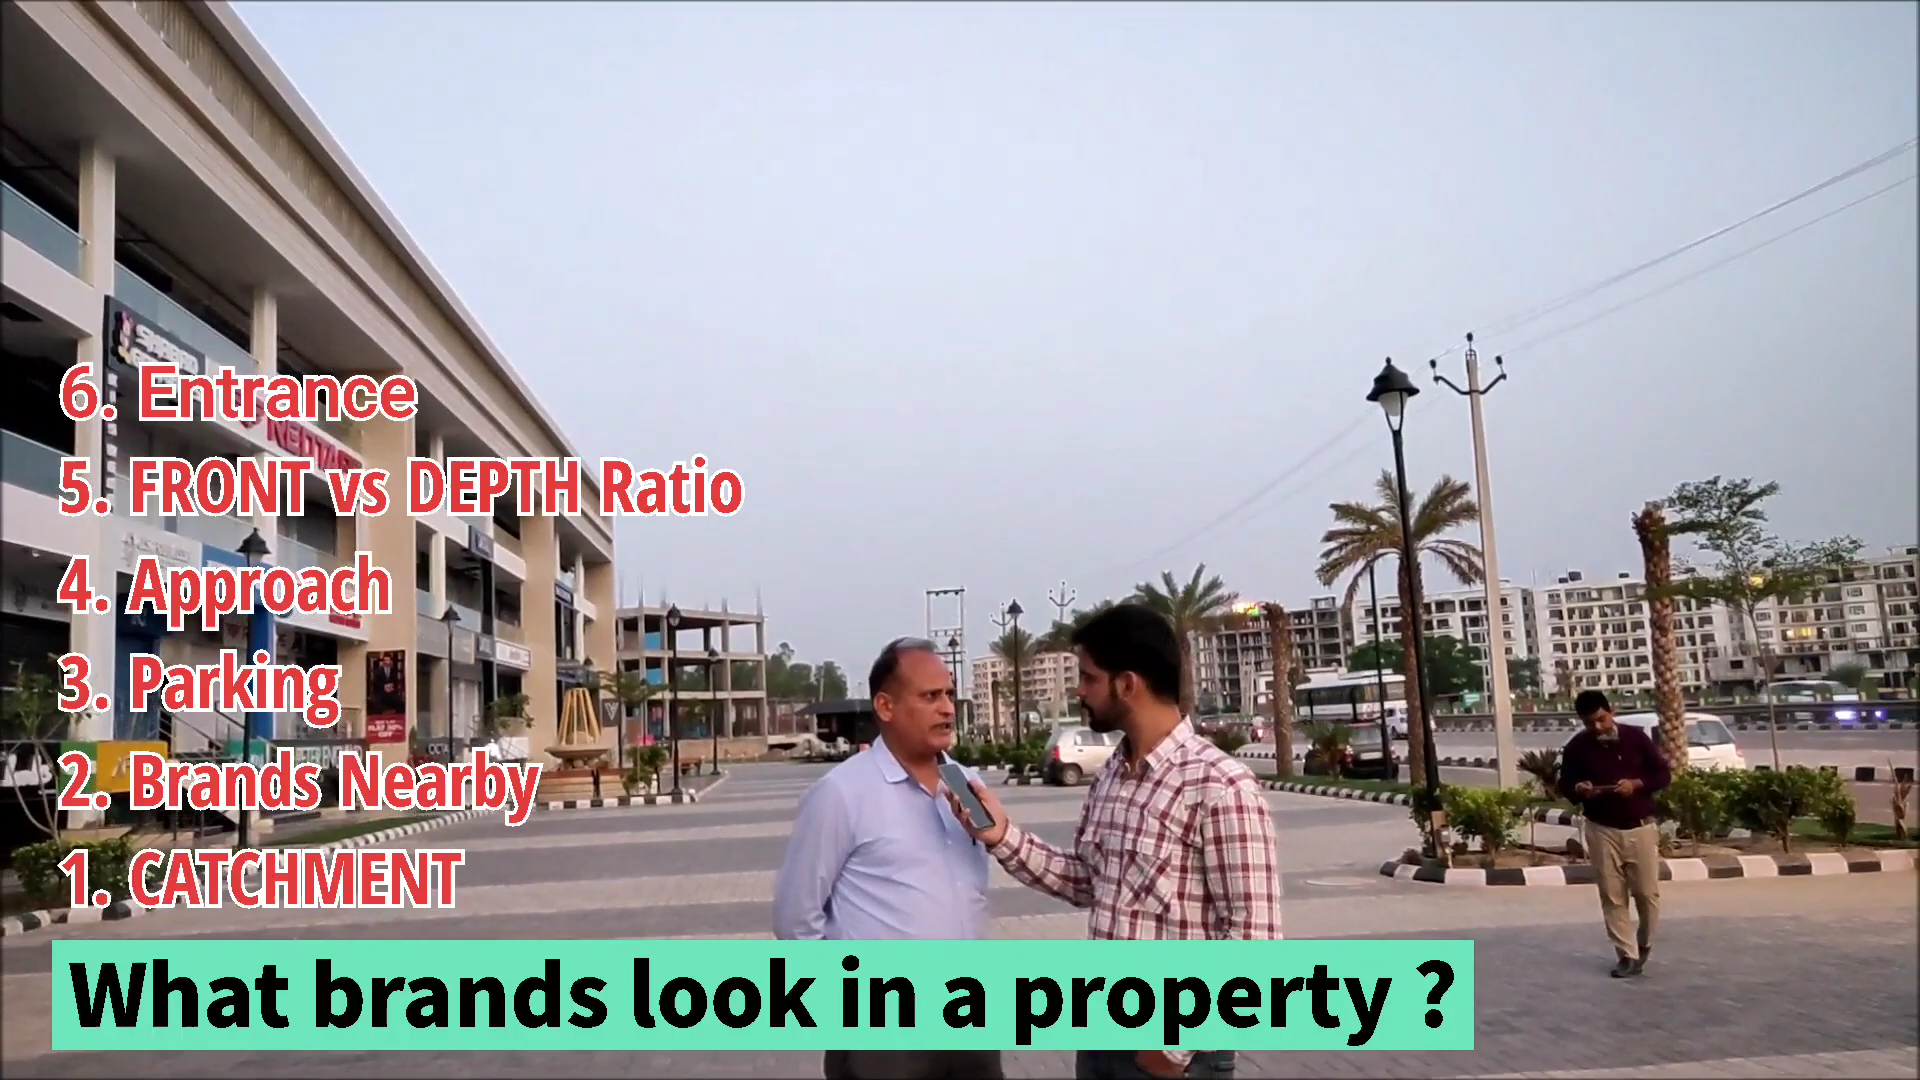 6. Entrance
5. FRONT vs DEPTH Ratio
4. Approach
3. Parking
2. Brands Nearby
1. CATCHMENT
What brands look in a property ?